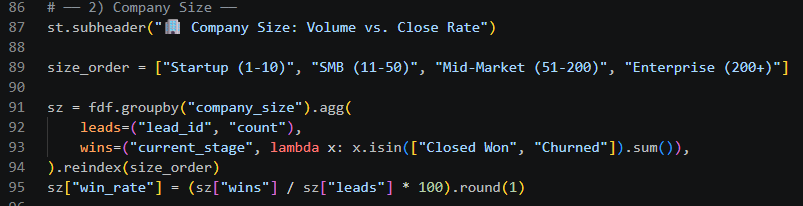 86 # —— 2) Company Size ——
87 st.subheader("🏢 Company Size: Volume vs. Close Rate")
88
89 size_order = ["Startup (1-10)", "SMB (11-50)", "Mid-Market (51-200)", "Enterprise (200+)"]
90
91 sz = fdf.groupby("company_size").agg(
92     leads=("lead_id", "count"),
93     wins=("current_stage", lambda x: x.isin(["Closed Won", "Churned"]).sum()),
94 ).reindex(size_order)
95 sz["win_rate"] = (sz["wins"] / sz["leads"] * 100).round(1)